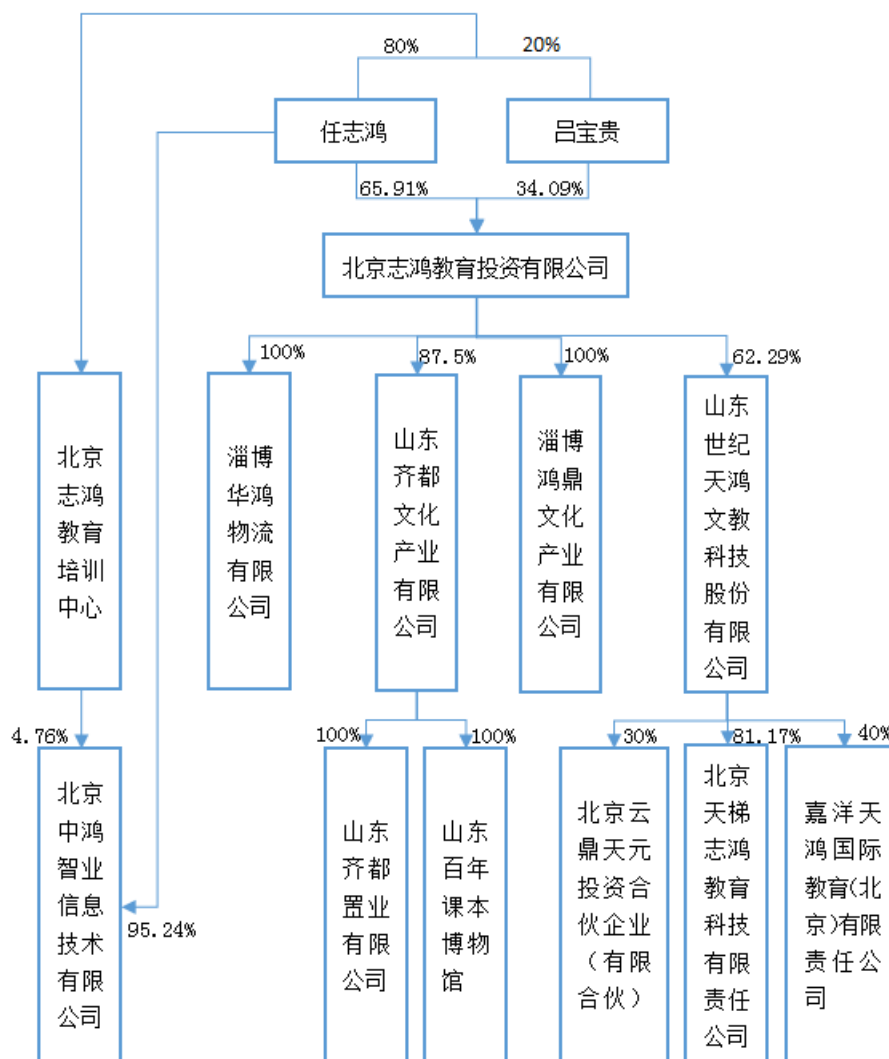 80%
20%
任志鸿
吕宝贵
65.91%
34.09%
北京志鸿教育投资有限公司
100%
87.5%
100%
62.29%
北京
志鸿
教育
培训
中心
淄博
华鸿
物流
有限
公司
山东
齐都
文化
产业
有限
公司
淄博
鸿鼎
文化
产业
有限
公司
山东
世纪
天鸿
文教
科技
股份
有限
公司
4.76%
100%
100%
30%
81.17%
40%
北京
中鸿
智业
信息
技术
有限
公司
95.24%
山东
齐都
置业
有限
公司
山东
百年
课本
博物
馆
北京云
鼎天元
投资合
伙企业
（有限
合伙）
北京
天梯
志鸿
教育
科技
有限
责任
公司
嘉洋天
鸿国际
教育(北
京)有限
责任公
司